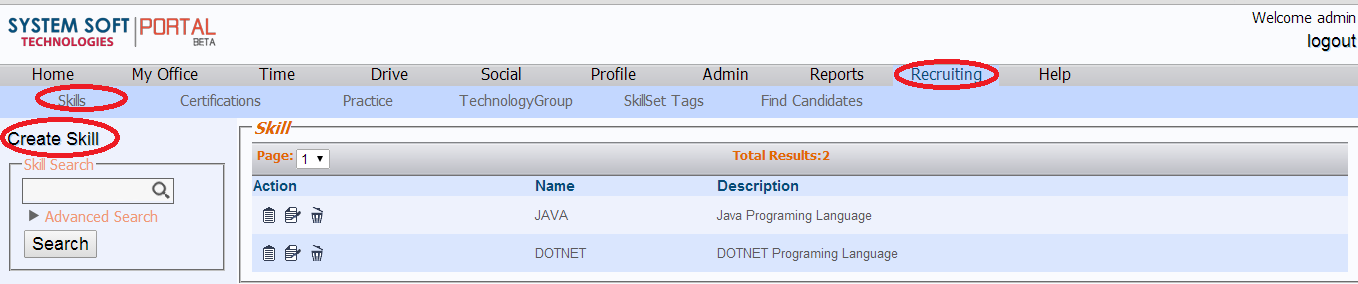 SYSTEM SOFT PORTAL
TECHNOLOGIES BETA
Welcome admin
logout
Home My Office Time Drive Social Profile Admin Reports Recruiting Help
Skills Certifications Practice TechnologyGroup SkillSet Tags Find Candidates
Create Skill
Skill Search
Advanced Search
Search
Skill
Page: 1 Total Results:2
Action Name Description
JAVA Java Programing Language
DOTNET DOTNET Programing Language